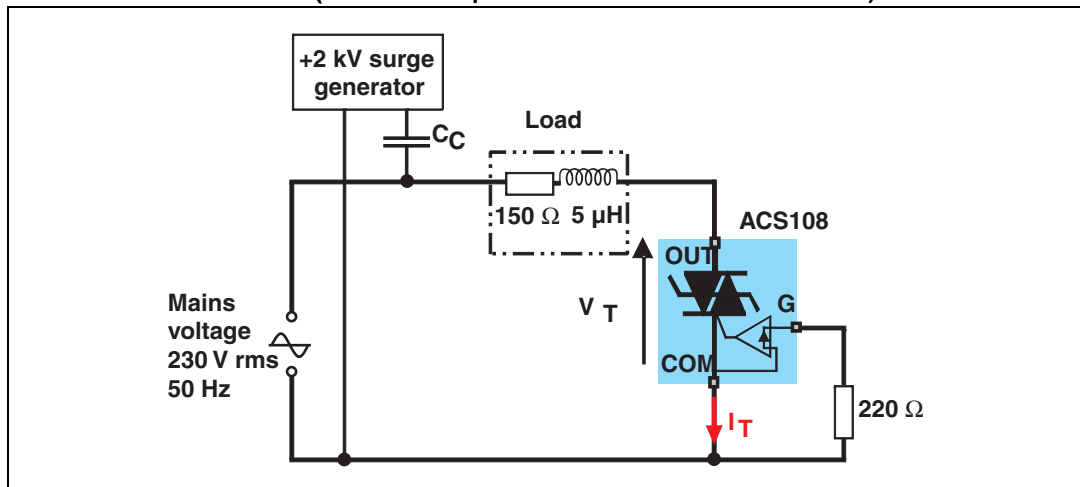 +2 kV surge
generator
CC
Load
150 Ω 5 µH
ACS108
OUT
G
VT
COM
Mains
voltage
230 V rms
50 Hz
220 Ω
IT